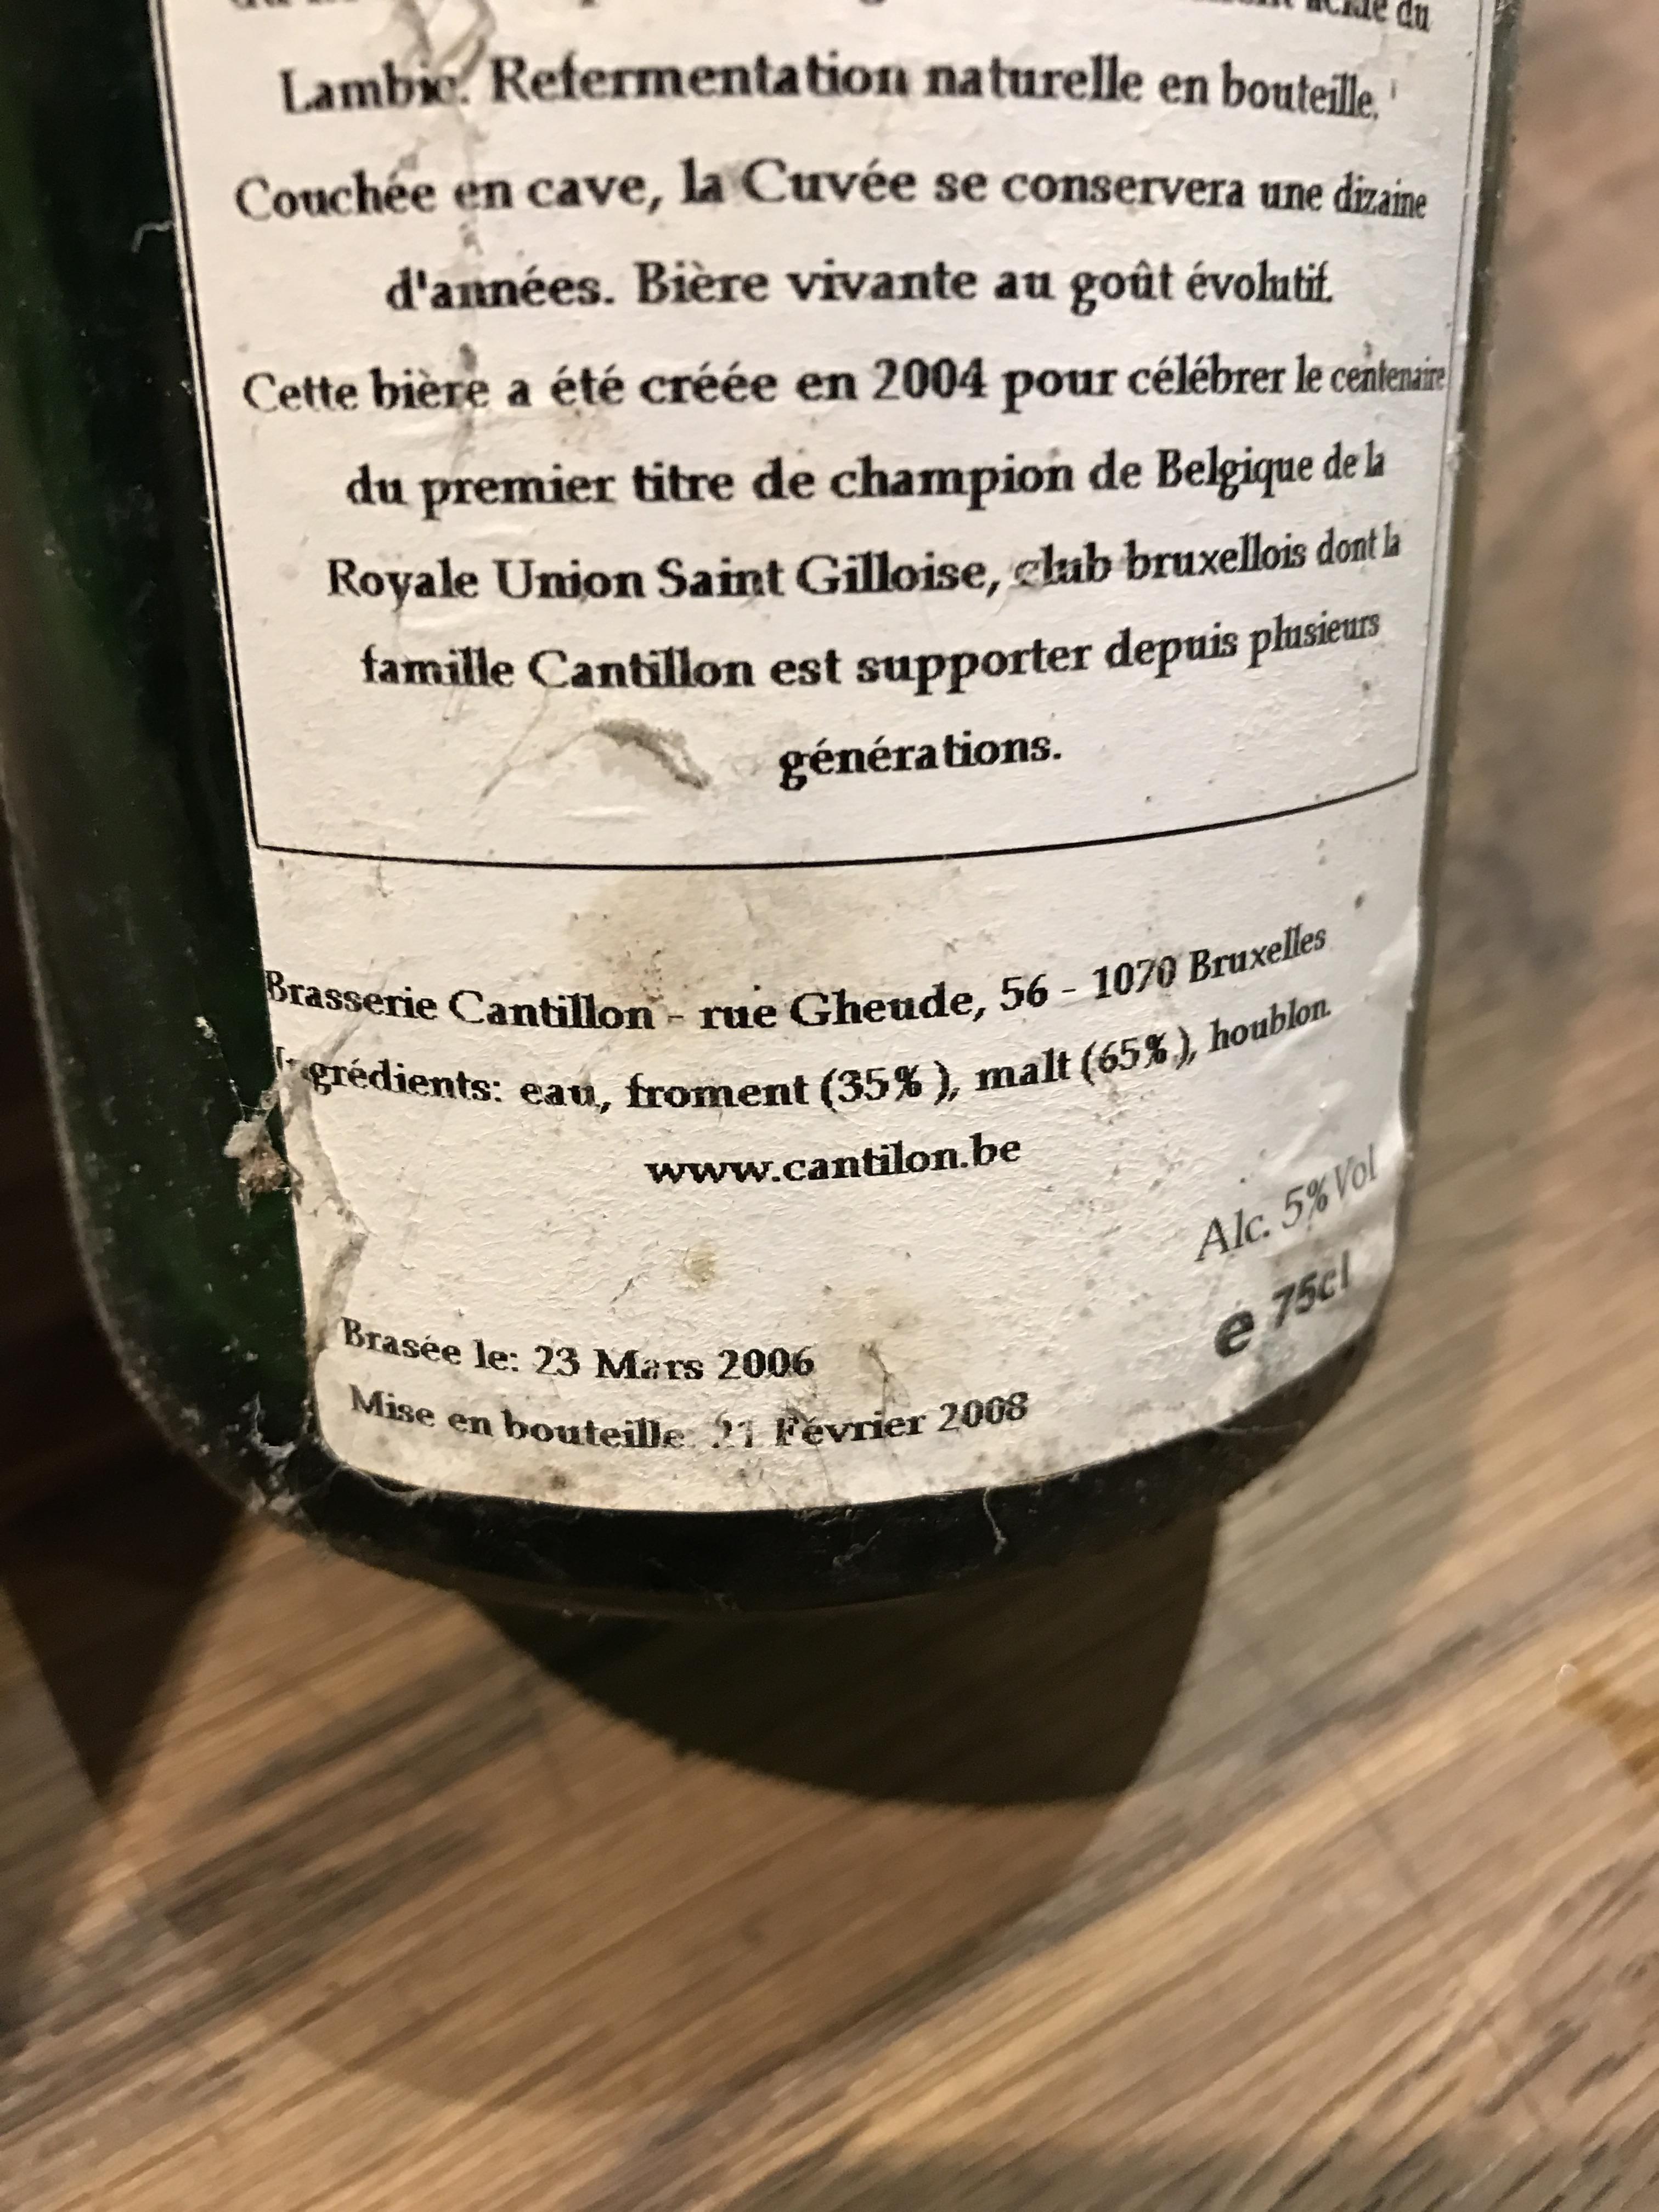 acide du
Lambic. Refermentation naturelle en bouteille.
Couchée en cave, la Cuvée se conservera une dizaine
d'années. Bière vivante au goût évolutif.
Cette bière a été créée en 2004 pour célébrer le centenaire
du premier titre de champion de Belgique de la
Royale Union Saint Gilloise, club bruxellois dont la
famille Cantillon est supporter depuis plusieurs
générations.
Brasserie Cantillon - rue Gheude, 56 - 1070 Bruxelles
Ingrédients: eau, froment (35% ), malt (65% ), houblon.
www.cantilon.be
Alc. 5% Vol
e 75cl
Brasée le: 23 Mars 2006
Mise en bouteille: 21 Février 2008